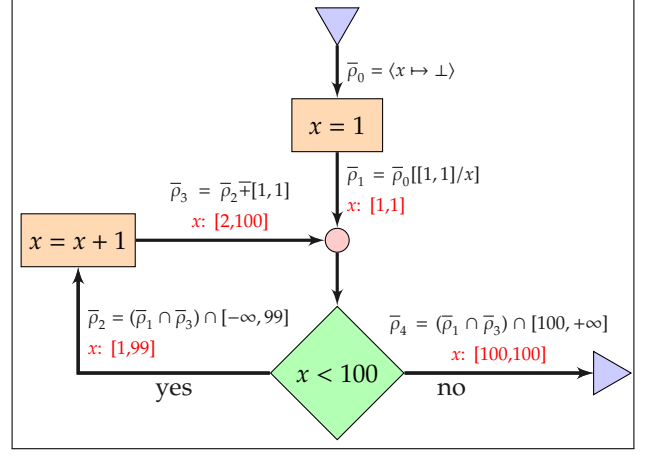 ρ̅₀ = ⟨x ↦ ⊥⟩
x = 1
ρ̅₁ = ρ̅₀[[1, 1]/x]
x: [1,1]
ρ̅₃ = ρ̅₂∓[1, 1]
x: [2,100]
x = x + 1
ρ̅₂ = (ρ̅₁ ∩ ρ̅₃) ∩ [−∞, 99]
x: [1,99]
ρ̅₄ = (ρ̅₁ ∩ ρ̅₃) ∩ [100, +∞]
x: [100,100]
x < 100
yes
no